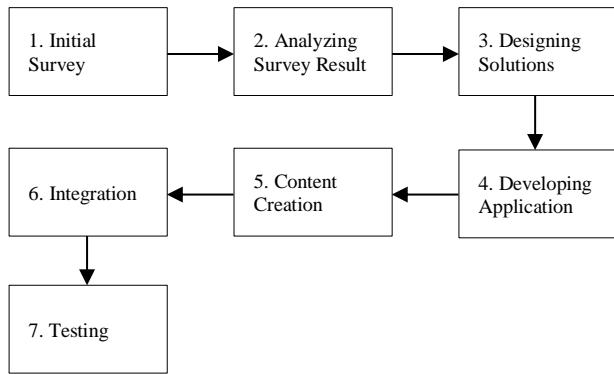 1. Initial
Survey
2. Analyzing
Survey Result
3. Designing
Solutions
6. Integration
5. Content
Creation
4. Developing
Application
7. Testing